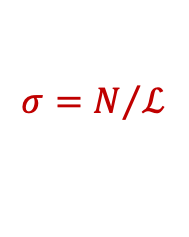 𝜎 = 𝑁/ℒ